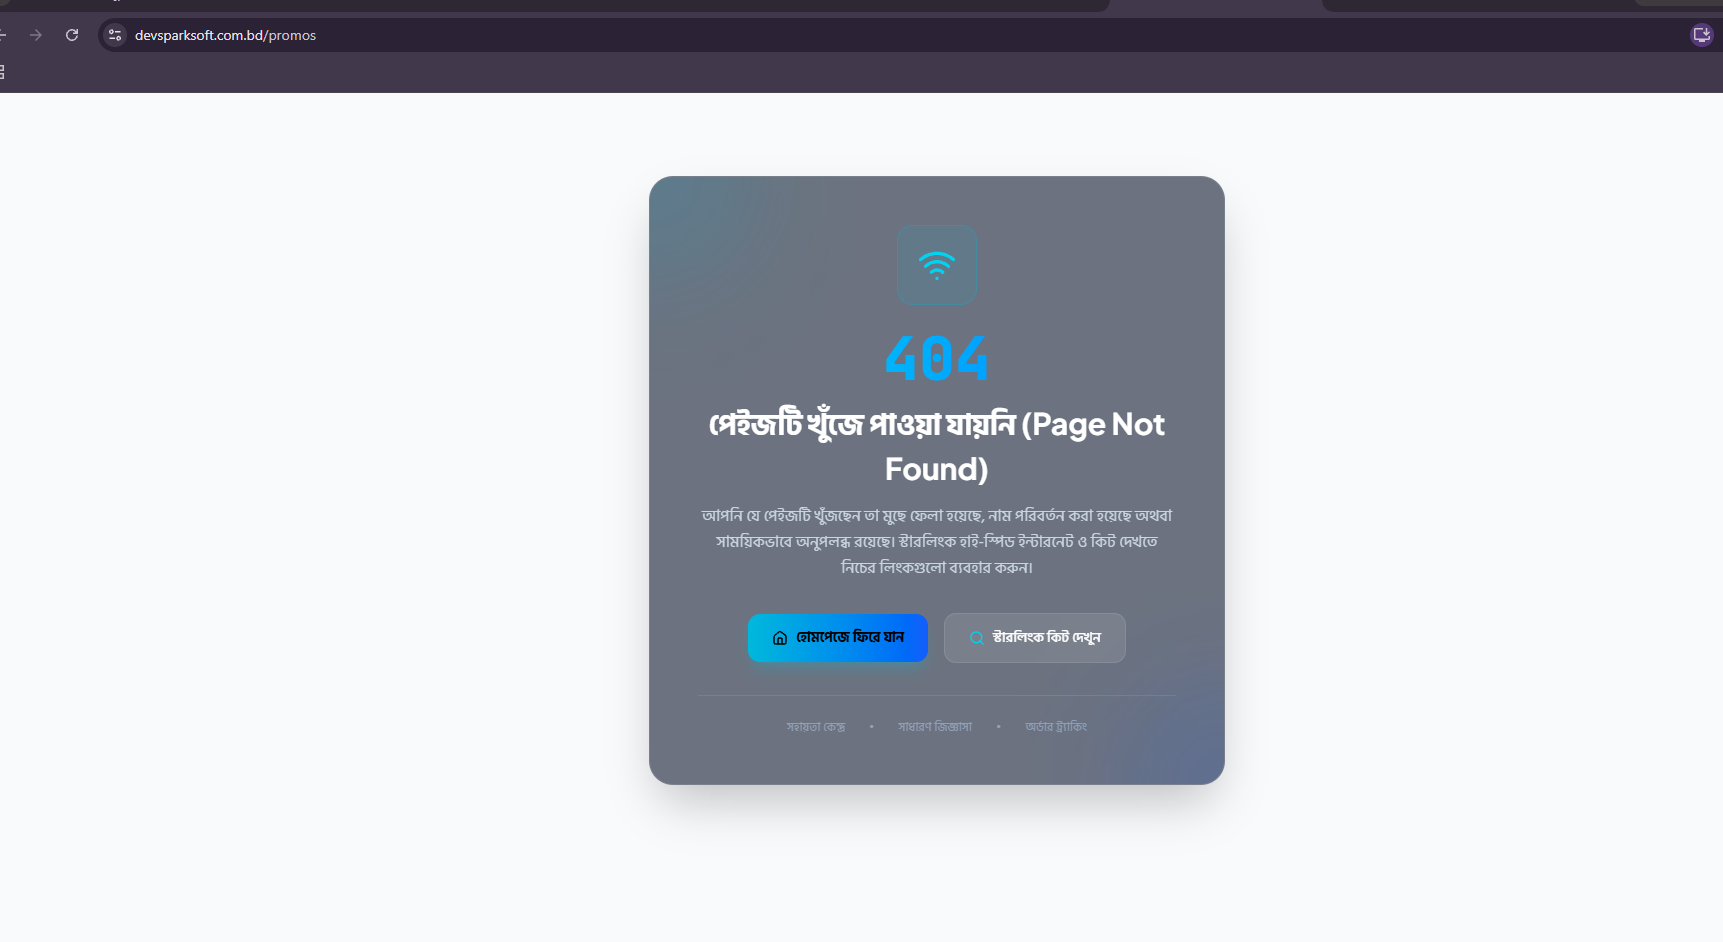 devsparksoft.com.bd/promos
404
পেইজটি খুঁজে পাওয়া যায়নি (Page Not
Found)
আপনি যে পেইজটি খুঁজছেন তা মুছে ফেলা হয়েছে, নাম পরিবর্তন করা হয়েছে অথবা
সাময়িকভাবে অনুপলব্ধ রয়েছে। স্টারলিংক হাই-স্পিড ইন্টারনেট ও কিট দেখতে
নিচের লিংকগুলো ব্যবহার করুন।
হোমপেজে ফিরে যান
স্টারলিংক কিট দেখুন
সহায়তা কেন্দ্র • সাধারণ জিজ্ঞাসা • অর্ডার ট্র্যাকিং